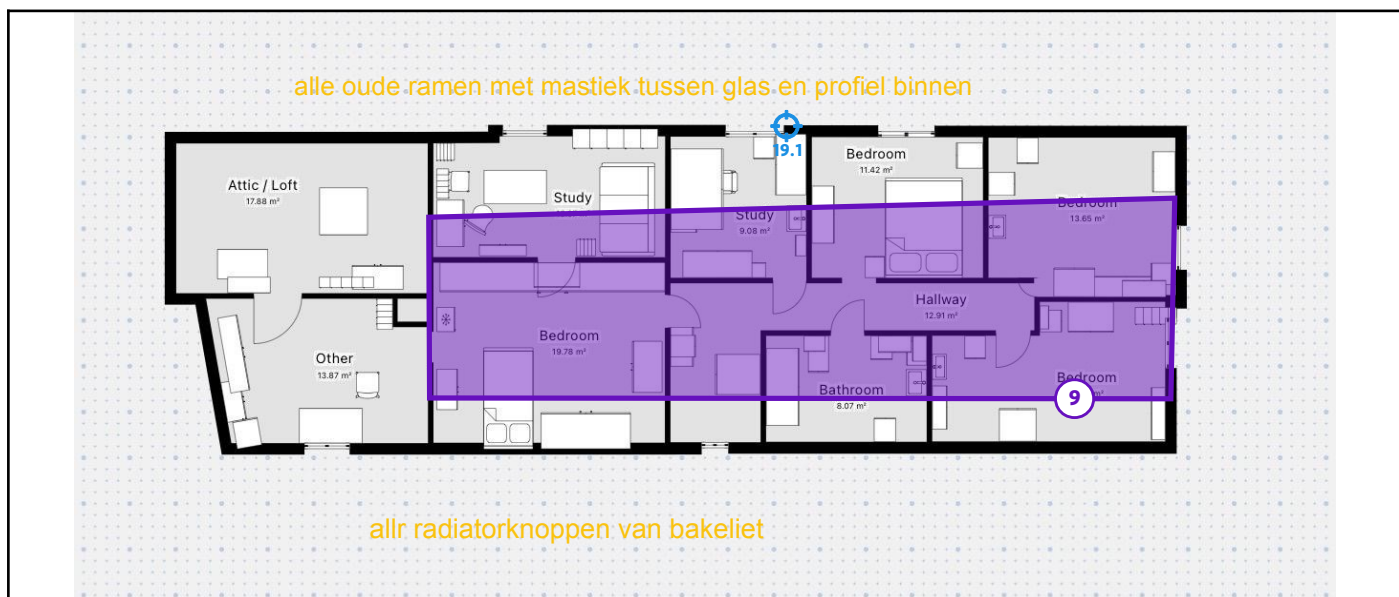 alle oude ramen met mastiek tussen glas en profiel binnen
19.1
Attic / Loft
17.88 m²
Study
Study
9.08 m²
Bedroom
11.42 m²
Bedroom
13.65 m²
Hallway
12.91 m²
Bedroom
19.78 m²
Other
13.87 m²
Bathroom
8.07 m²
Bedroom
m²
9
allr radiatorknoppen van bakeliet